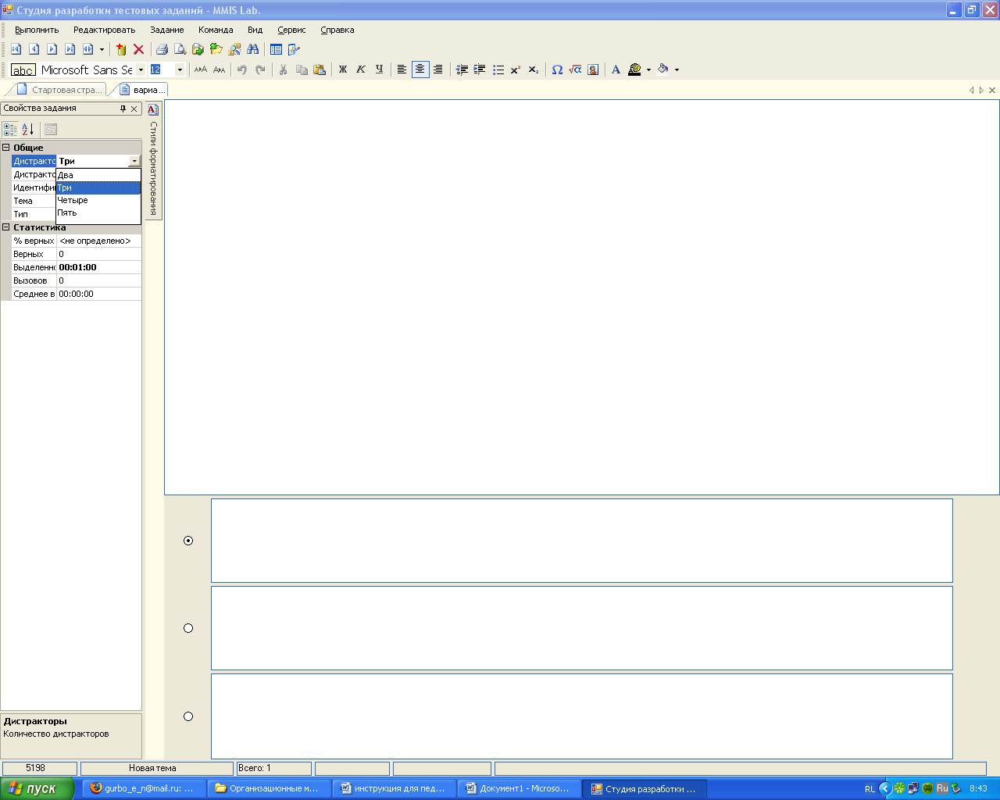 Студия разработки тестовых заданий - MMIS Lab.
Выполнить Редактировать Задание Команда Вид Сервис Справка
abc Microsoft Sans Se 12 Ж К Ч
Стартовая стра... вариа...
Свойства задания
Стили форматирования
Общие
Дистракто Три
Дистракто
Идентифи
Тема
Тип
Два
Три
Четыре
Пять
Статистика
% верных <не определено>
Верных 0
Выделенно 00:01:00
Вызовов 0
Среднее в 00:00:00
Дистракторы
Количество дистракторов
5198 Новая тема Всего: 1
пуск gurbo_e_n@mail.ru: ... Организационные м... инструкция для пед... Документ1 - Microso... Студия разработки ... RL Ru 8:43